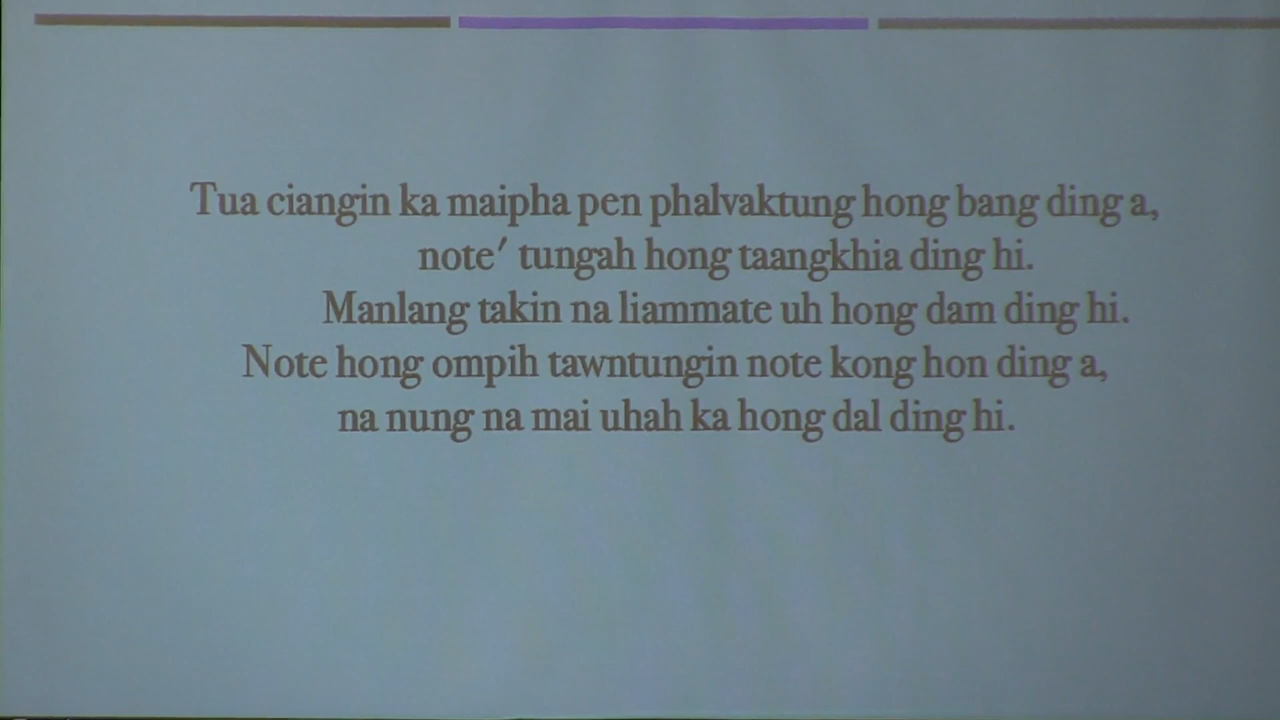 Tua ciangin ka maipha pen phalvaktung hong bang ding a,
note′ tungah hong taangkhia ding hi.
Manlang takin na liammate uh hong dam ding hi.
Note hong ompih tawntungin note kong hon ding a,
na nung na mai uhah ka hong dal ding hi.